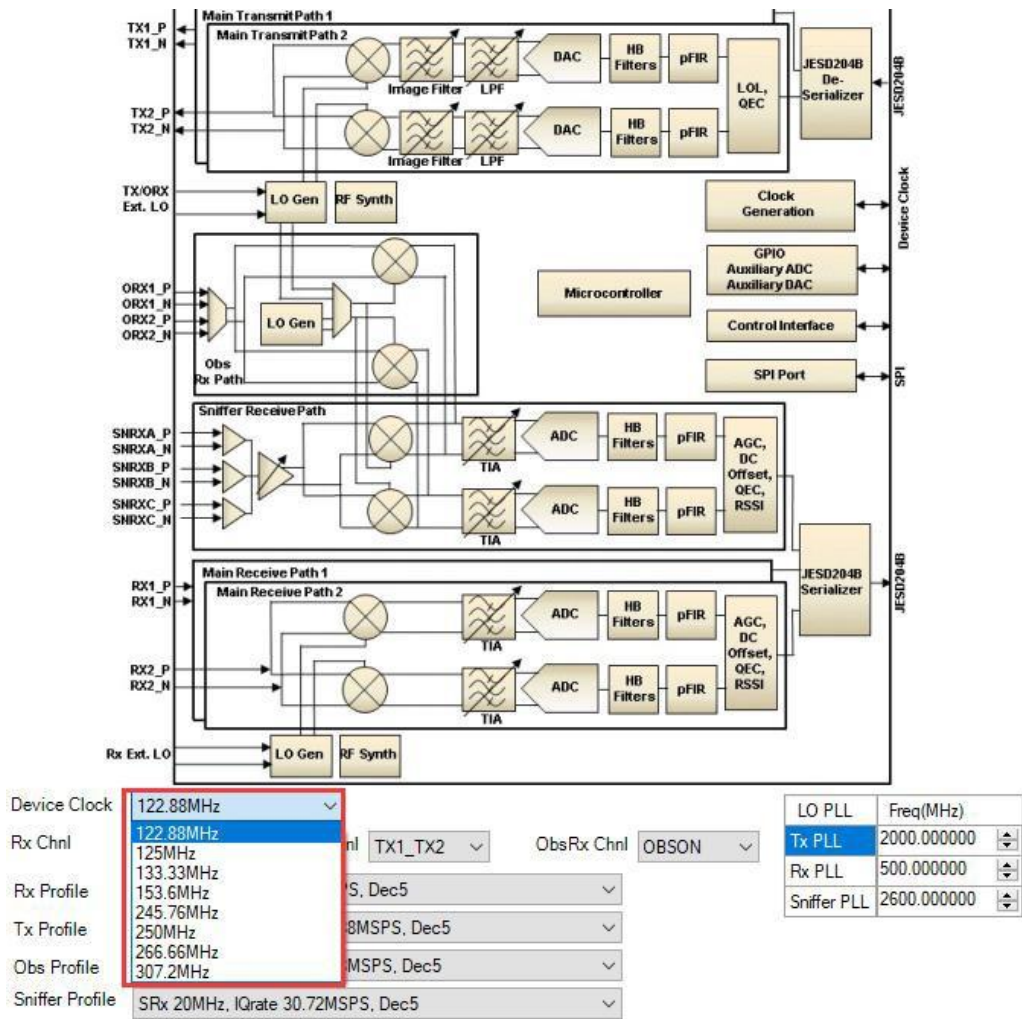 Main Transmit Path 1
Main Transmit Path 2
TX1_P
TX1_N
TX2_P
TX2_N
Image Filter
LPF
DAC
HB
Filters
pFIR
Image Filter
LPF
DAC
HB
Filters
pFIR
LOL,
QEC
JESD204B
De-
Serializer
JESD204B
TX/ORX
Ext. LO
LO Gen
RF Synth
Clock
Generation
Device Clock
GPIO
Auxiliary ADC
Auxiliary DAC
Microcontroller
Control Interface
SPI Port
SPI
ORX1_P
ORX1_N
ORX2_P
ORX2_N
LO Gen
Obs
Rx Path
Sniffer Receive Path
SNRXA_P
SNRXA_N
SNRXB_P
SNRXB_N
SNRXC_P
SNRXC_N
TIA
ADC
HB
Filters
pFIR
TIA
ADC
HB
Filters
pFIR
AGC,
DC
Offset,
QEC,
RSSI
JESD204B
Serializer
JESD204B
Main Receive Path 1
Main Receive Path 2
RX1_P
RX1_N
RX2_P
RX2_N
TIA
ADC
HB
Filters
pFIR
TIA
ADC
HB
Filters
pFIR
AGC,
DC
Offset,
QEC,
RSSI
Rx Ext. LO
LO Gen
RF Synth
Device Clock 122.88MHz
122.88MHz
125MHz
133.33MHz
153.6MHz
245.76MHz
250MHz
266.66MHz
307.2MHz
Rx Chnl
TX1_TX2
ObsRx Chnl OBSON
Rx Profile
Dec5
Tx Profile
8MSPS, Dec5
Obs Profile
MSPS, Dec5
Sniffer Profile SRx 20MHz, IQrate 30.72MSPS, Dec5
LO PLL Freq(MHz)
Tx PLL 2000.000000
Rx PLL 500.000000
Sniffer PLL 2600.000000